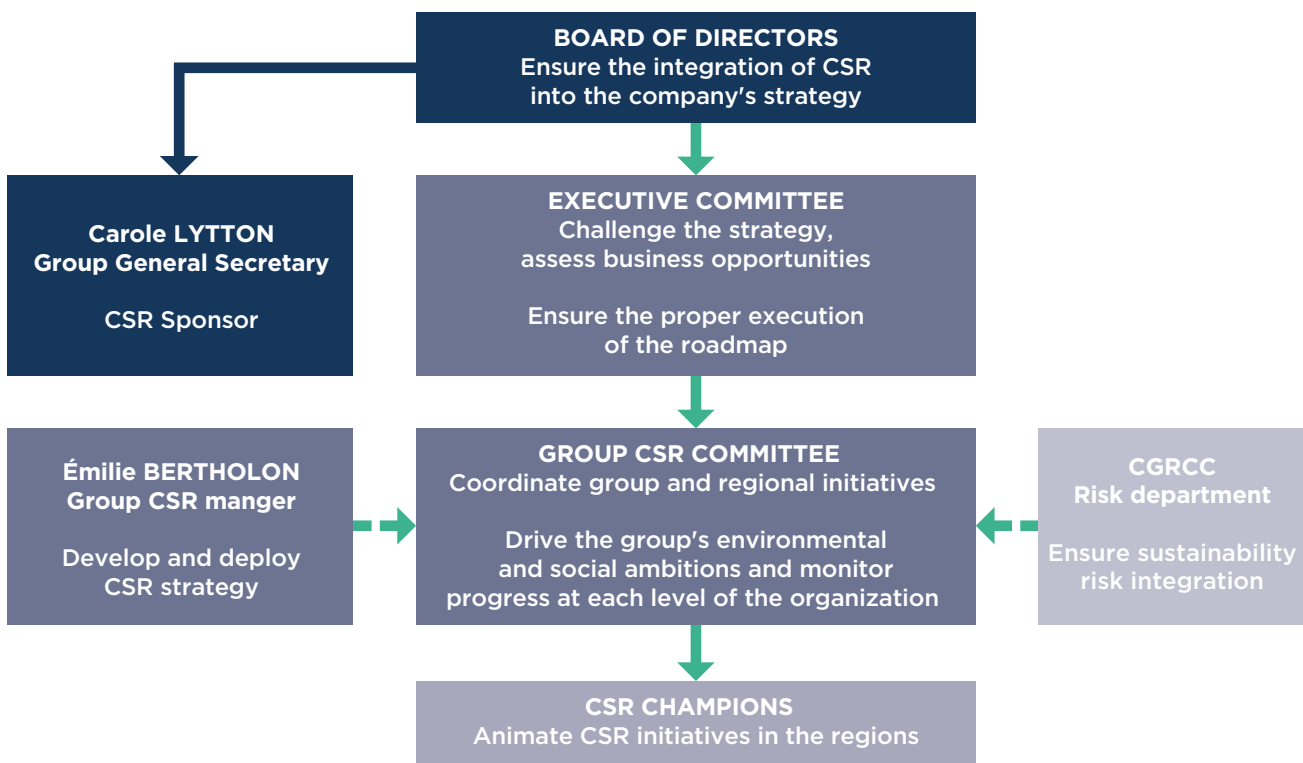 BOARD OF DIRECTORS
Ensure the integration of CSR
into the company's strategy
Carole LYTTON
Group General Secretary
CSR Sponsor
EXECUTIVE COMMITTEE
Challenge the strategy,
assess business opportunities
Ensure the proper execution
of the roadmap
Émilie BERTHOLON
Group CSR manger
Develop and deploy
CSR strategy
GROUP CSR COMMITTEE
Coordinate group and regional initiatives
Drive the group's environmental
and social ambitions and monitor
progress at each level of the organization
CGRCC
Risk department
Ensure sustainability
risk integration
CSR CHAMPIONS
Animate CSR initiatives in the regions